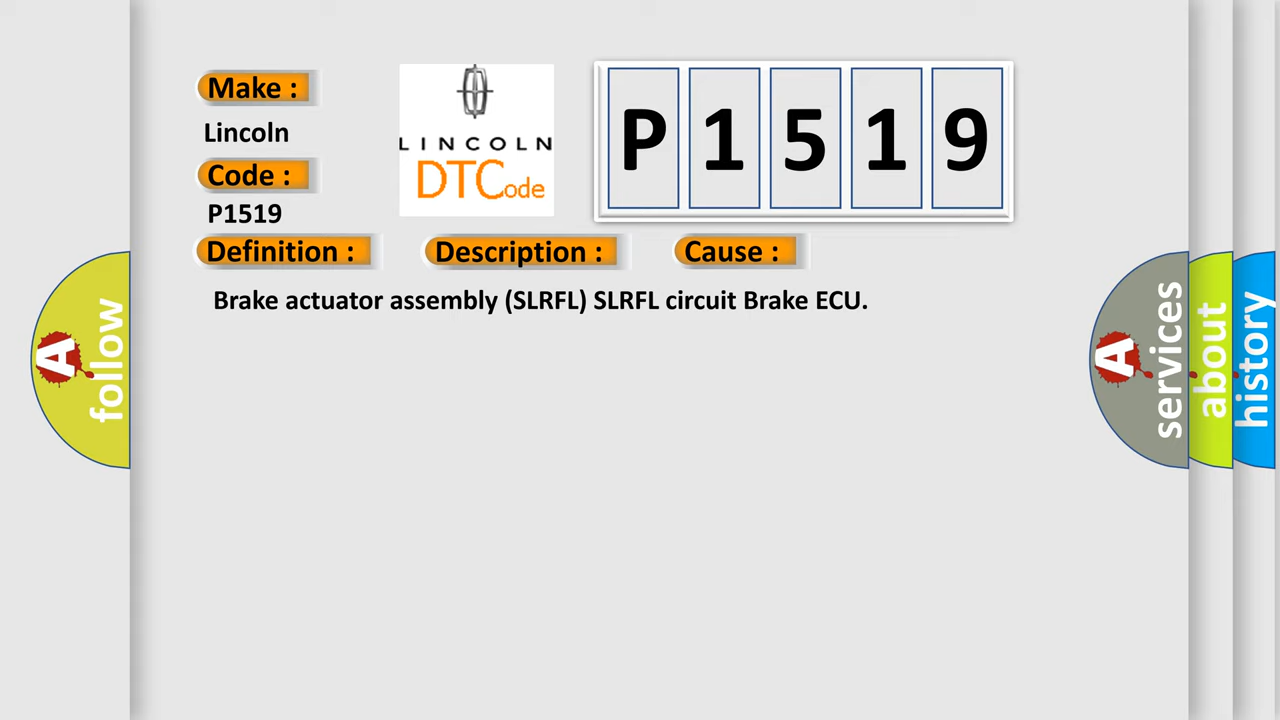 Make :
Lincoln
Code :
P1519
LINCOLN
DTCode
P 1 5 1 9
Definition :
Description :
Cause :
Brake actuator assembly (SLRFL) SLRFL circuit Brake ECU.
A follow
A services
about
history